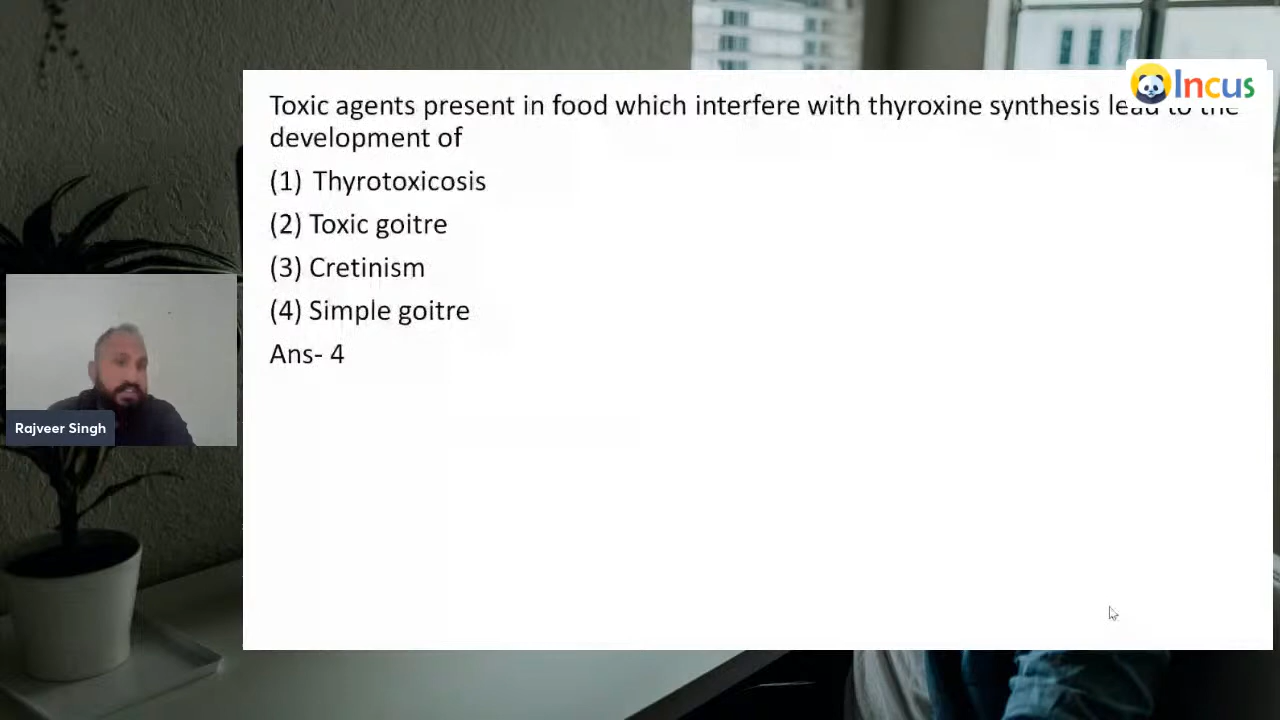 Incus
Toxic agents present in food which interfere with thyroxine synthesis lead to the
development of
(1) Thyrotoxicosis
(2) Toxic goitre
(3) Cretinism
(4) Simple goitre
Ans- 4
Rajveer Singh